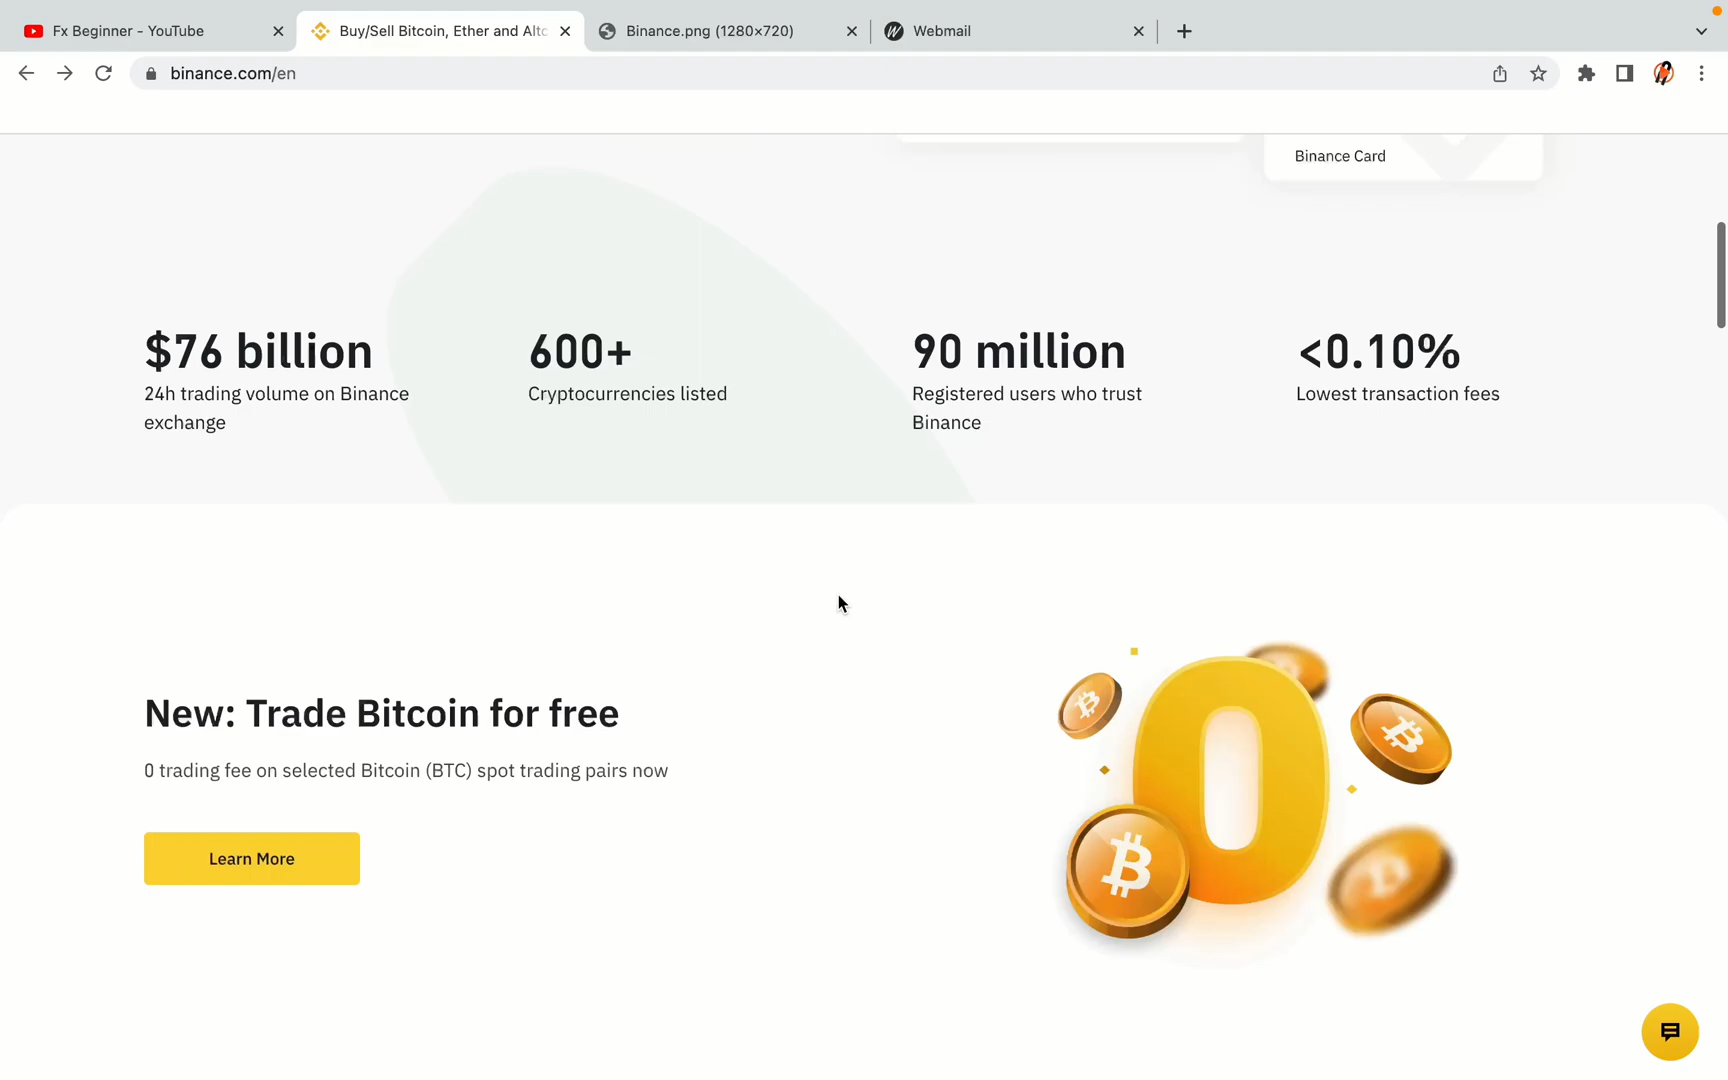 Fx Beginner - YouTube
Buy/Sell Bitcoin, Ether and Altc
Binance.png (1280×720)
Webmail
binance.com/en
Binance Card
$76 billion
24h trading volume on Binance
exchange
600+
Cryptocurrencies listed
90 million
Registered users who trust
Binance
<0.10%
Lowest transaction fees
New: Trade Bitcoin for free
0 trading fee on selected Bitcoin (BTC) spot trading pairs now
Learn More
0